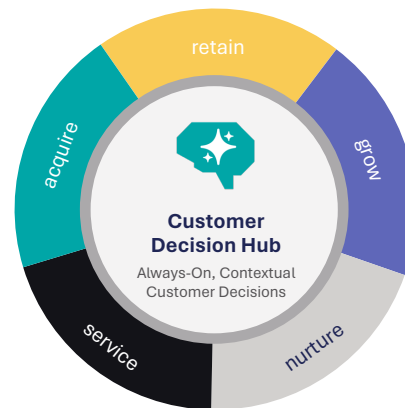 retain
acquire
grow
Customer
Decision Hub
Always-On, Contextual
Customer Decisions
service
nurture